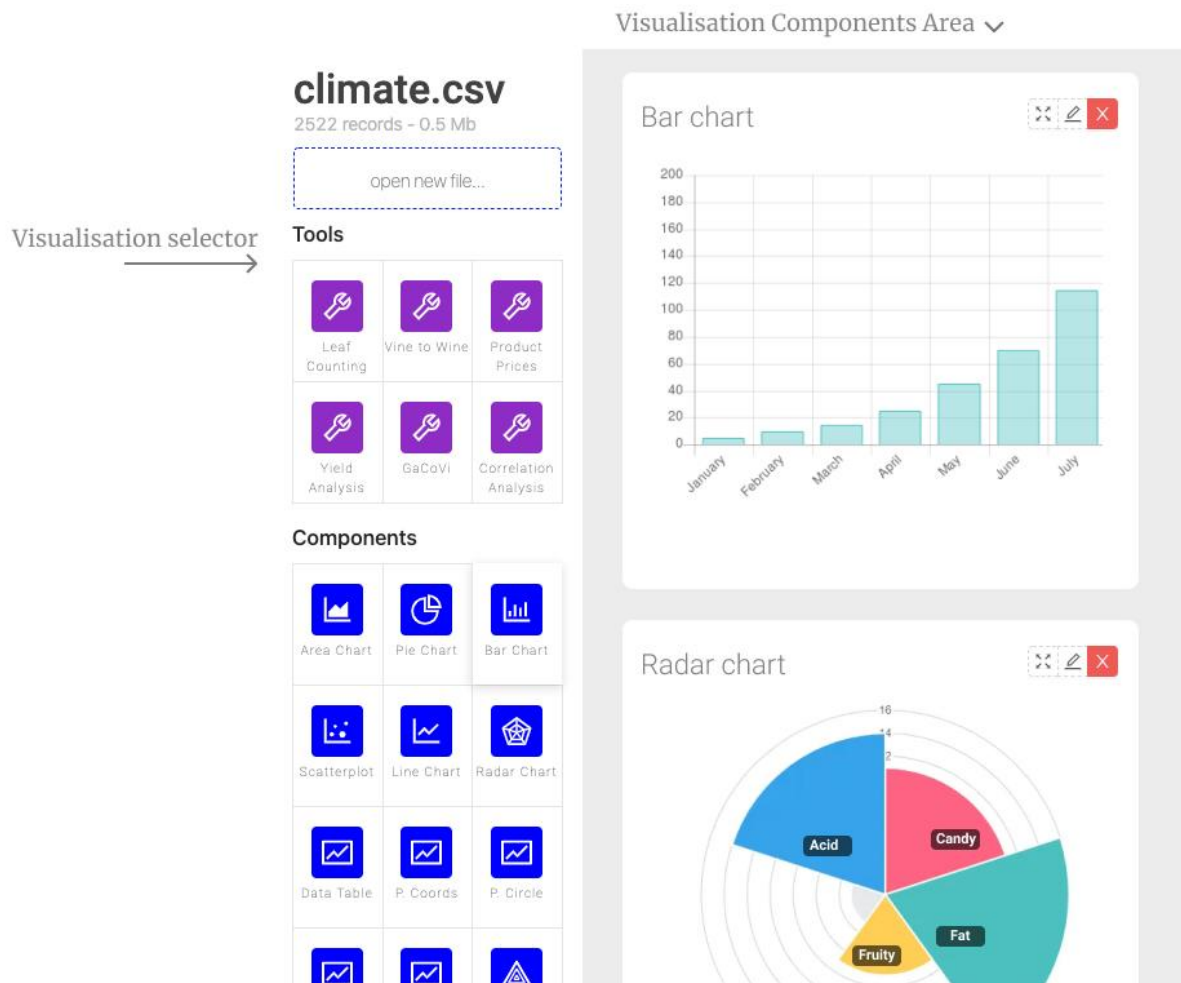 Visualisation Components Area
climate.csv
2522 records - 0.5 Mb
open new file...
Visualisation selector
Tools
Leaf Counting
Vine to Wine
Product Prices
Yield Analysis
GaCoVi
Correlation Analysis
Components
Area Chart
Pie Chart
Bar Chart
Scatterplot
Line Chart
Radar Chart
Data Table
P. Coords
P. Circle
Bar chart
X
200
180
160
140
120
100
80
60
40
20
0
January
February
March
April
May
June
July
Radar chart
X
16
14
Acid
Candy
Fat
Fruity